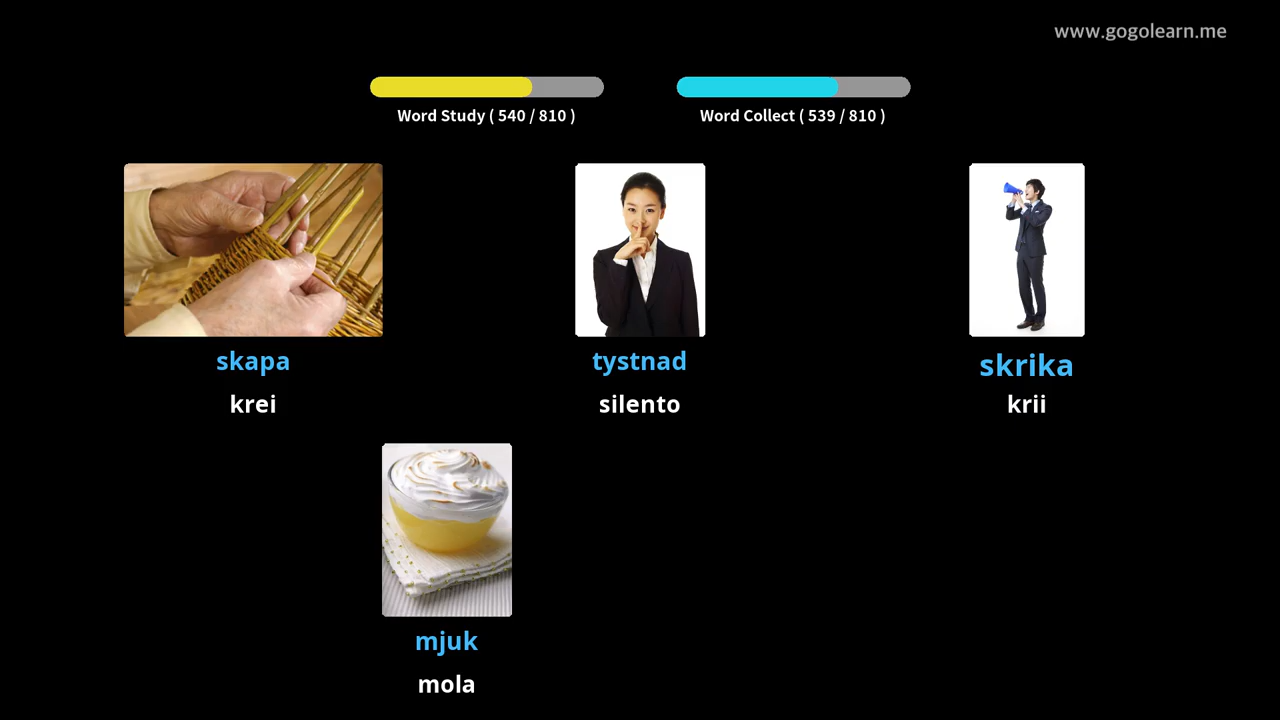 www.gogolearn.me
Word Study ( 540 / 810 )
Word Collect ( 539 / 810 )
skapa
krei
tystnad
silento
skrika
krii
mjuk
mola